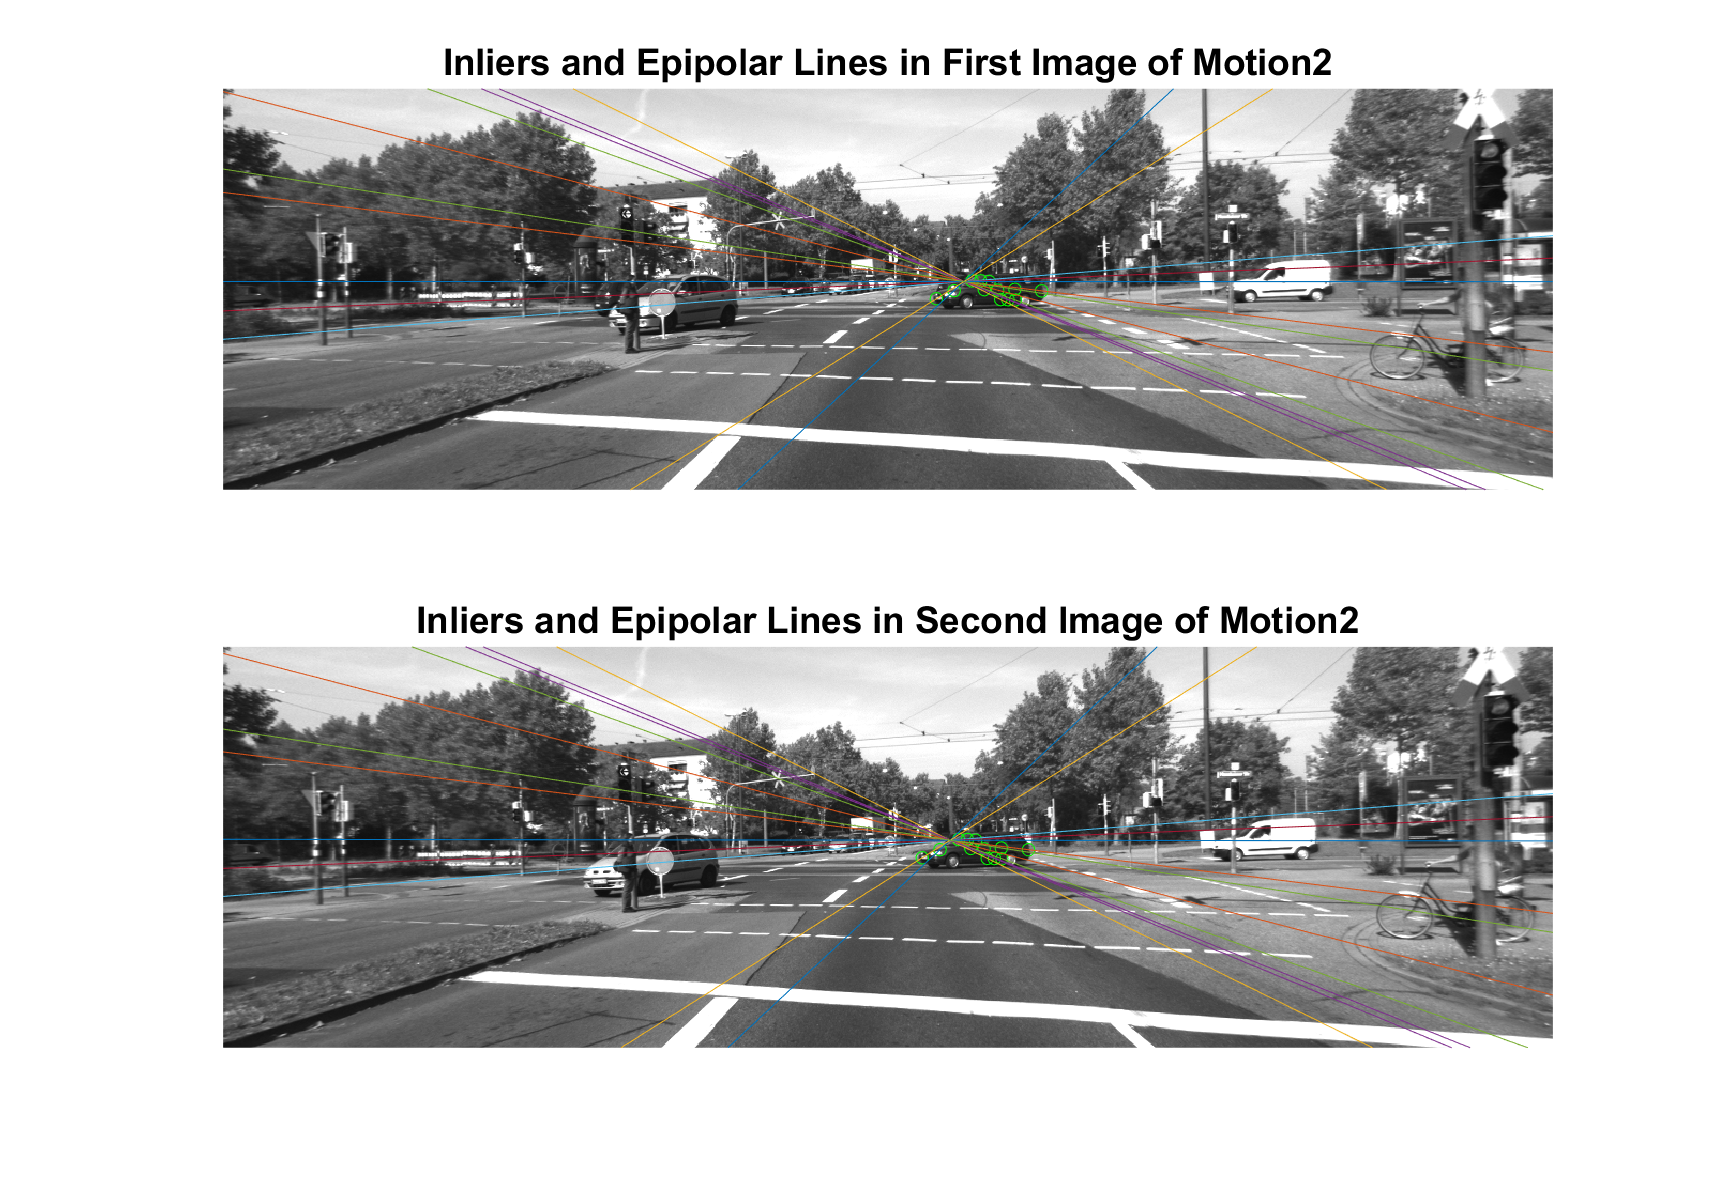 Inliers and Epipolar Lines in First Image of Motion2
Inliers and Epipolar Lines in Second Image of Motion2